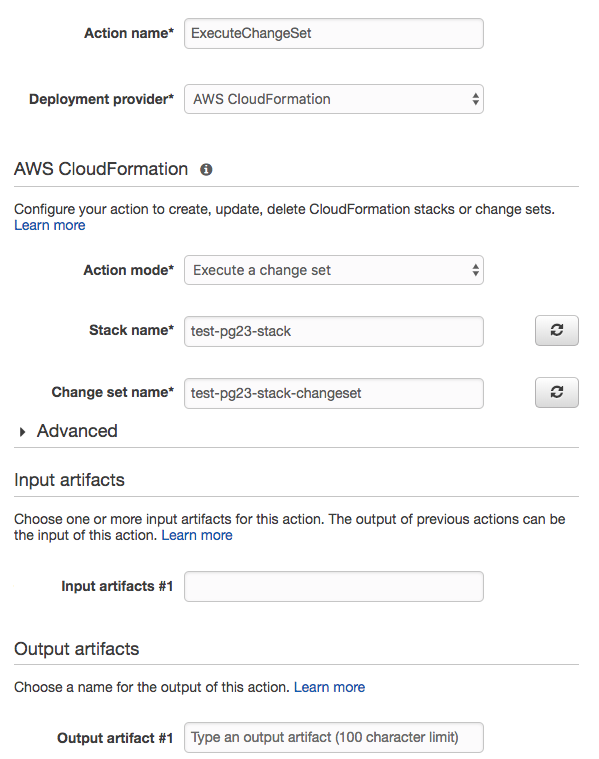 Action name* ExecuteChangeSet
Deployment provider* AWS CloudFormation
AWS CloudFormation
Configure your action to create, update, delete CloudFormation stacks or change sets.
Learn more
Action mode* Execute a change set
Stack name* test-pg23-stack
Change set name* test-pg23-stack-changeset
Advanced
Input artifacts
Choose one or more input artifacts for this action. The output of previous actions can be
the input of this action. Learn more
Input artifacts #1
Output artifacts
Choose a name for the output of this action. Learn more
Output artifact #1 Type an output artifact (100 character limit)